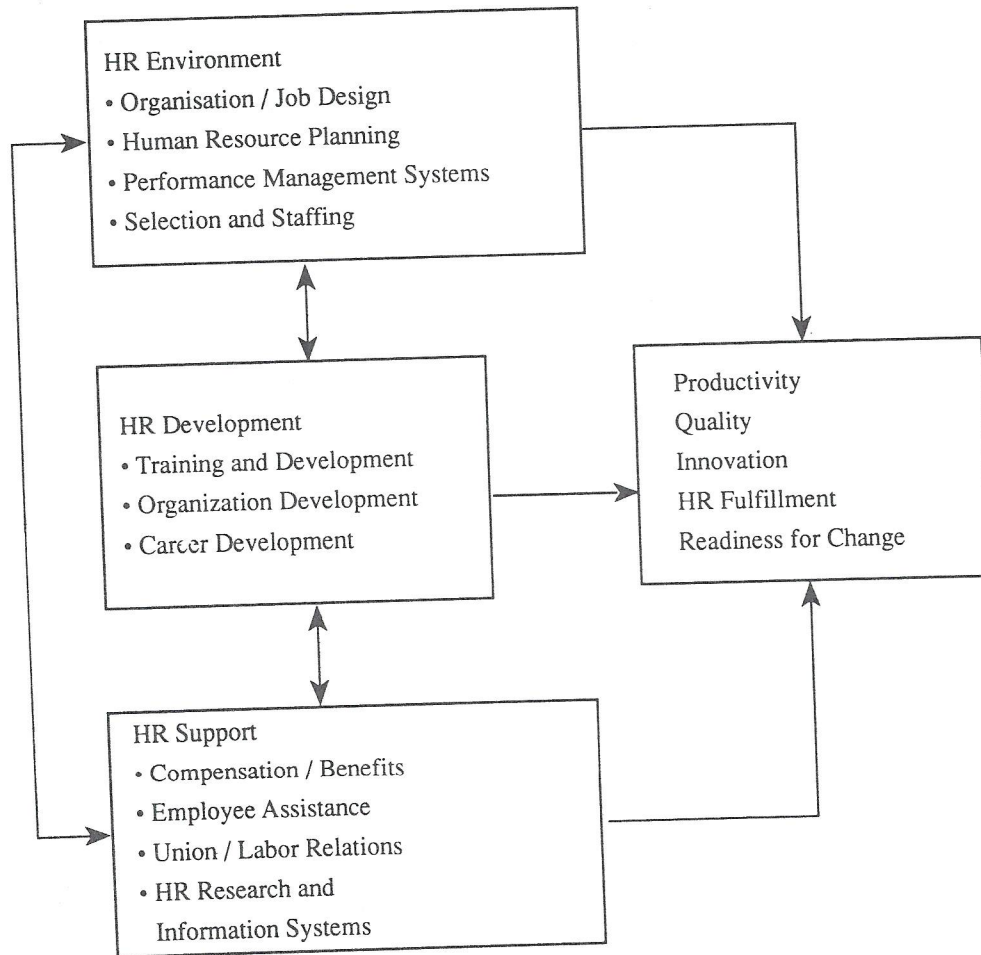 HR Environment
• Organisation / Job Design
• Human Resource Planning
• Performance Management Systems
• Selection and Staffing
HR Development
• Training and Development
• Organization Development
• Career Development
Productivity
Quality
Innovation
HR Fulfillment
Readiness for Change
HR Support
• Compensation / Benefits
• Employee Assistance
• Union / Labor Relations
• HR Research and
Information Systems